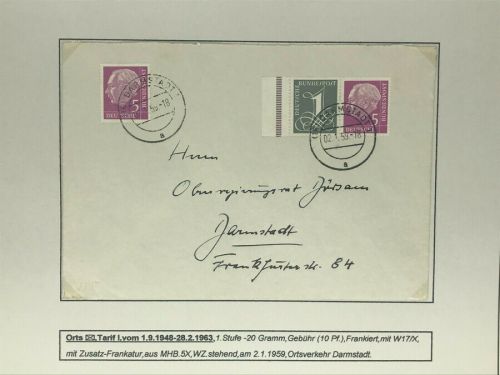 5
DEUTSCHE
BUNDESPOST
DEUTSCHE BUNDESPOST
1
5
DARMSTADT
02.1.59-18
a
a
Herrn
Oberregierungsrat
Darmstadt
Frankfurter str. 84
Orts ✉.Tarif I.vom 1.9.1948-28.2.1963,1.Stufe -20 Gramm,Gebühr (10 Pf.),Frankiert,mit W17/X,
mit Zusatz-Frankatur,aus MHB.5X,WZ.stehend,am 2.1.1959,Ortsverkehr Darmstadt.